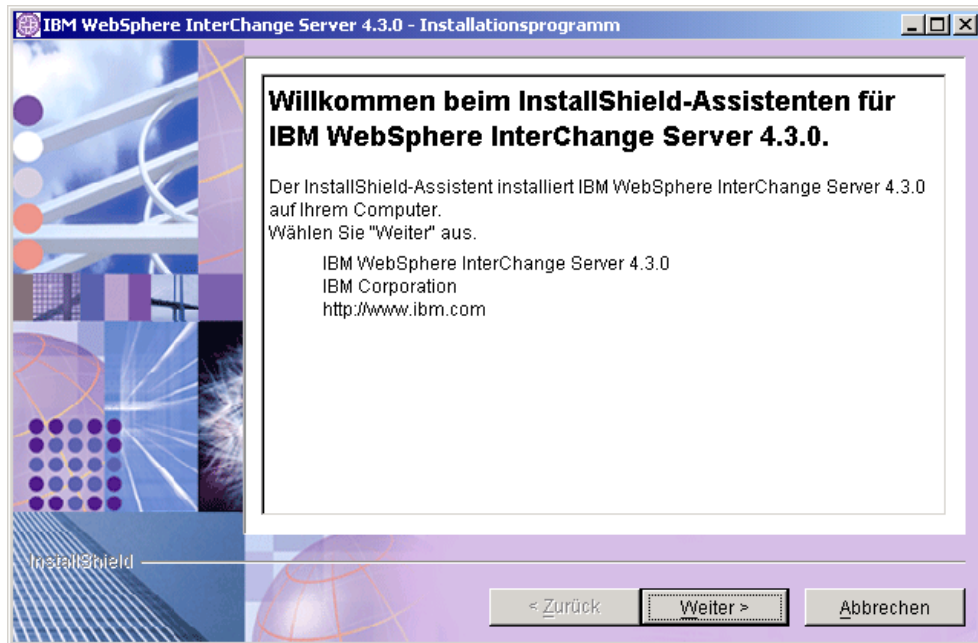 IBM WebSphere InterChange Server 4.3.0 - Installationsprogramm
Willkommen beim InstallShield-Assistenten für
IBM WebSphere InterChange Server 4.3.0.
Der InstallShield-Assistent installiert IBM WebSphere InterChange Server 4.3.0
auf Ihrem Computer.
Wählen Sie "Weiter" aus.
IBM WebSphere InterChange Server 4.3.0
IBM Corporation
http://www.ibm.com
InstallShield
< Zurück
Weiter >
Abbrechen